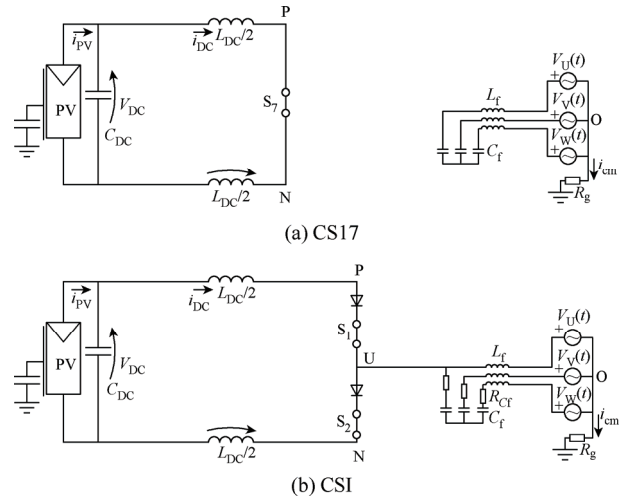 P
i_PV
i_DC
L_DC/2
V_U(t)
+
L_f
V_V(t)
PV
V_DC
S_7
+
O
C_DC
V_W(t)
C_f
+
i_cm
L_DC/2
N
R_g
(a) CS17
P
i_PV
i_DC
L_DC/2
S_1
V_U(t)
+
L_f
V_V(t)
PV
V_DC
U
+
O
C_DC
V_W(t)
R_Cf
+
S_2
C_f
i_cm
L_DC/2
N
R_g
(b) CSI